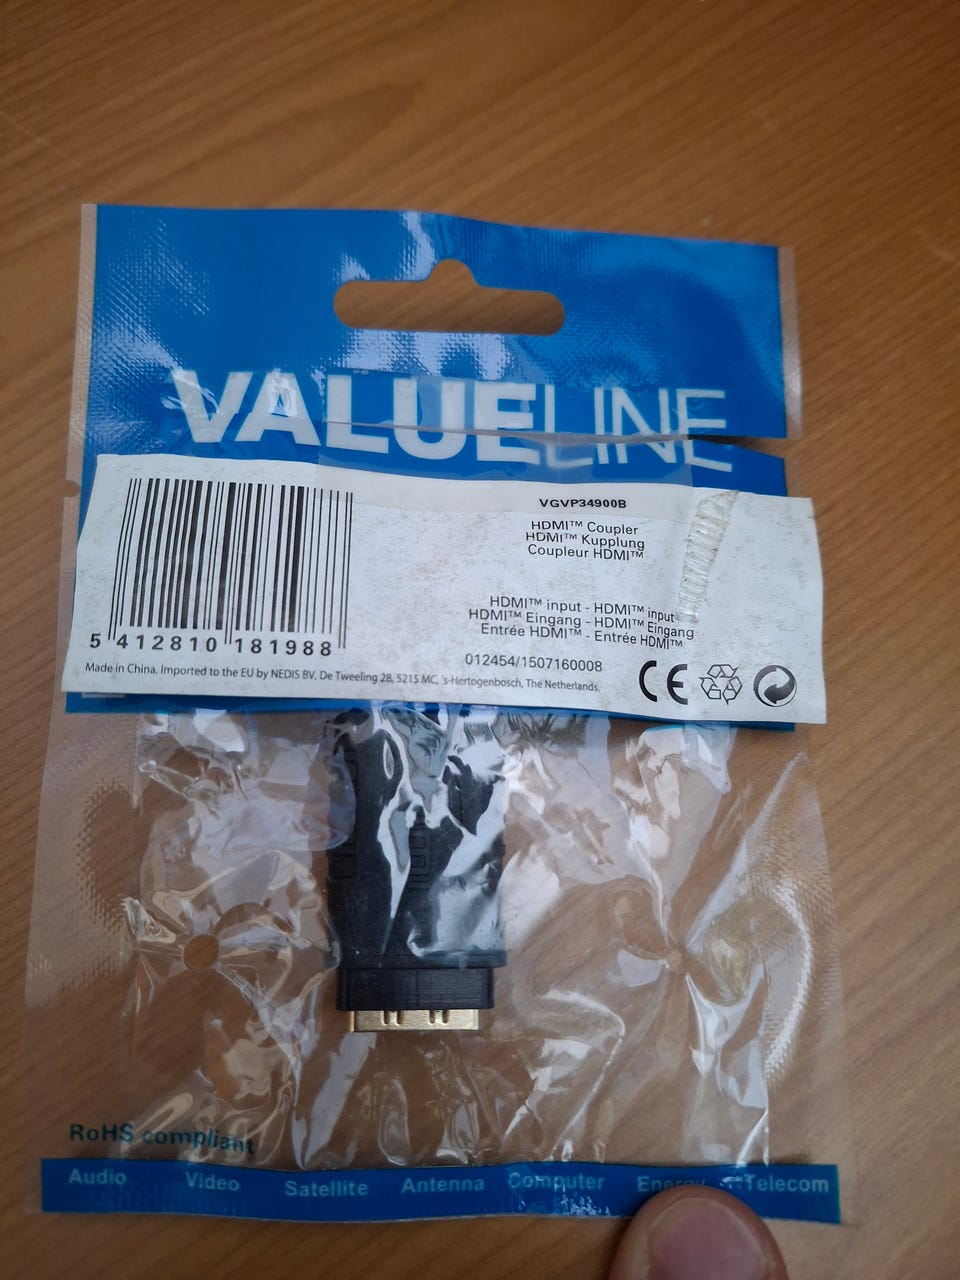 VALUELINE
VGVP34900B
HDMI™ Coupler
HDMI™ Kupplung
Coupleur HDMI™
HDMI™ input - HDMI™ input
HDMI™ Eingang - HDMI™ Eingang
Entrée HDMI™ - Entrée HDMI™
012454/1507160008
5 412810 181988
CE
Made in China. Imported to the EU by NEDIS BV, De Tweeling 28, 5215 MC, 's-Hertogenbosch, The Netherlands.
RoHS compliant
Audio Video Satellite Antenna Computer Energy Telecom